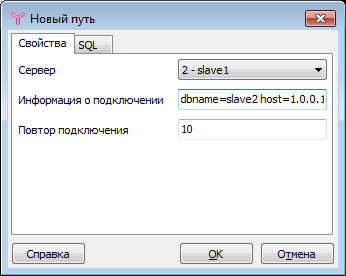 Новый путь
Свойства SQL
Сервер 2 - slave1
Информация о подключении dbname=slave2 host=1.0.0.1
Повтор подключения 10
Справка OK Отмена